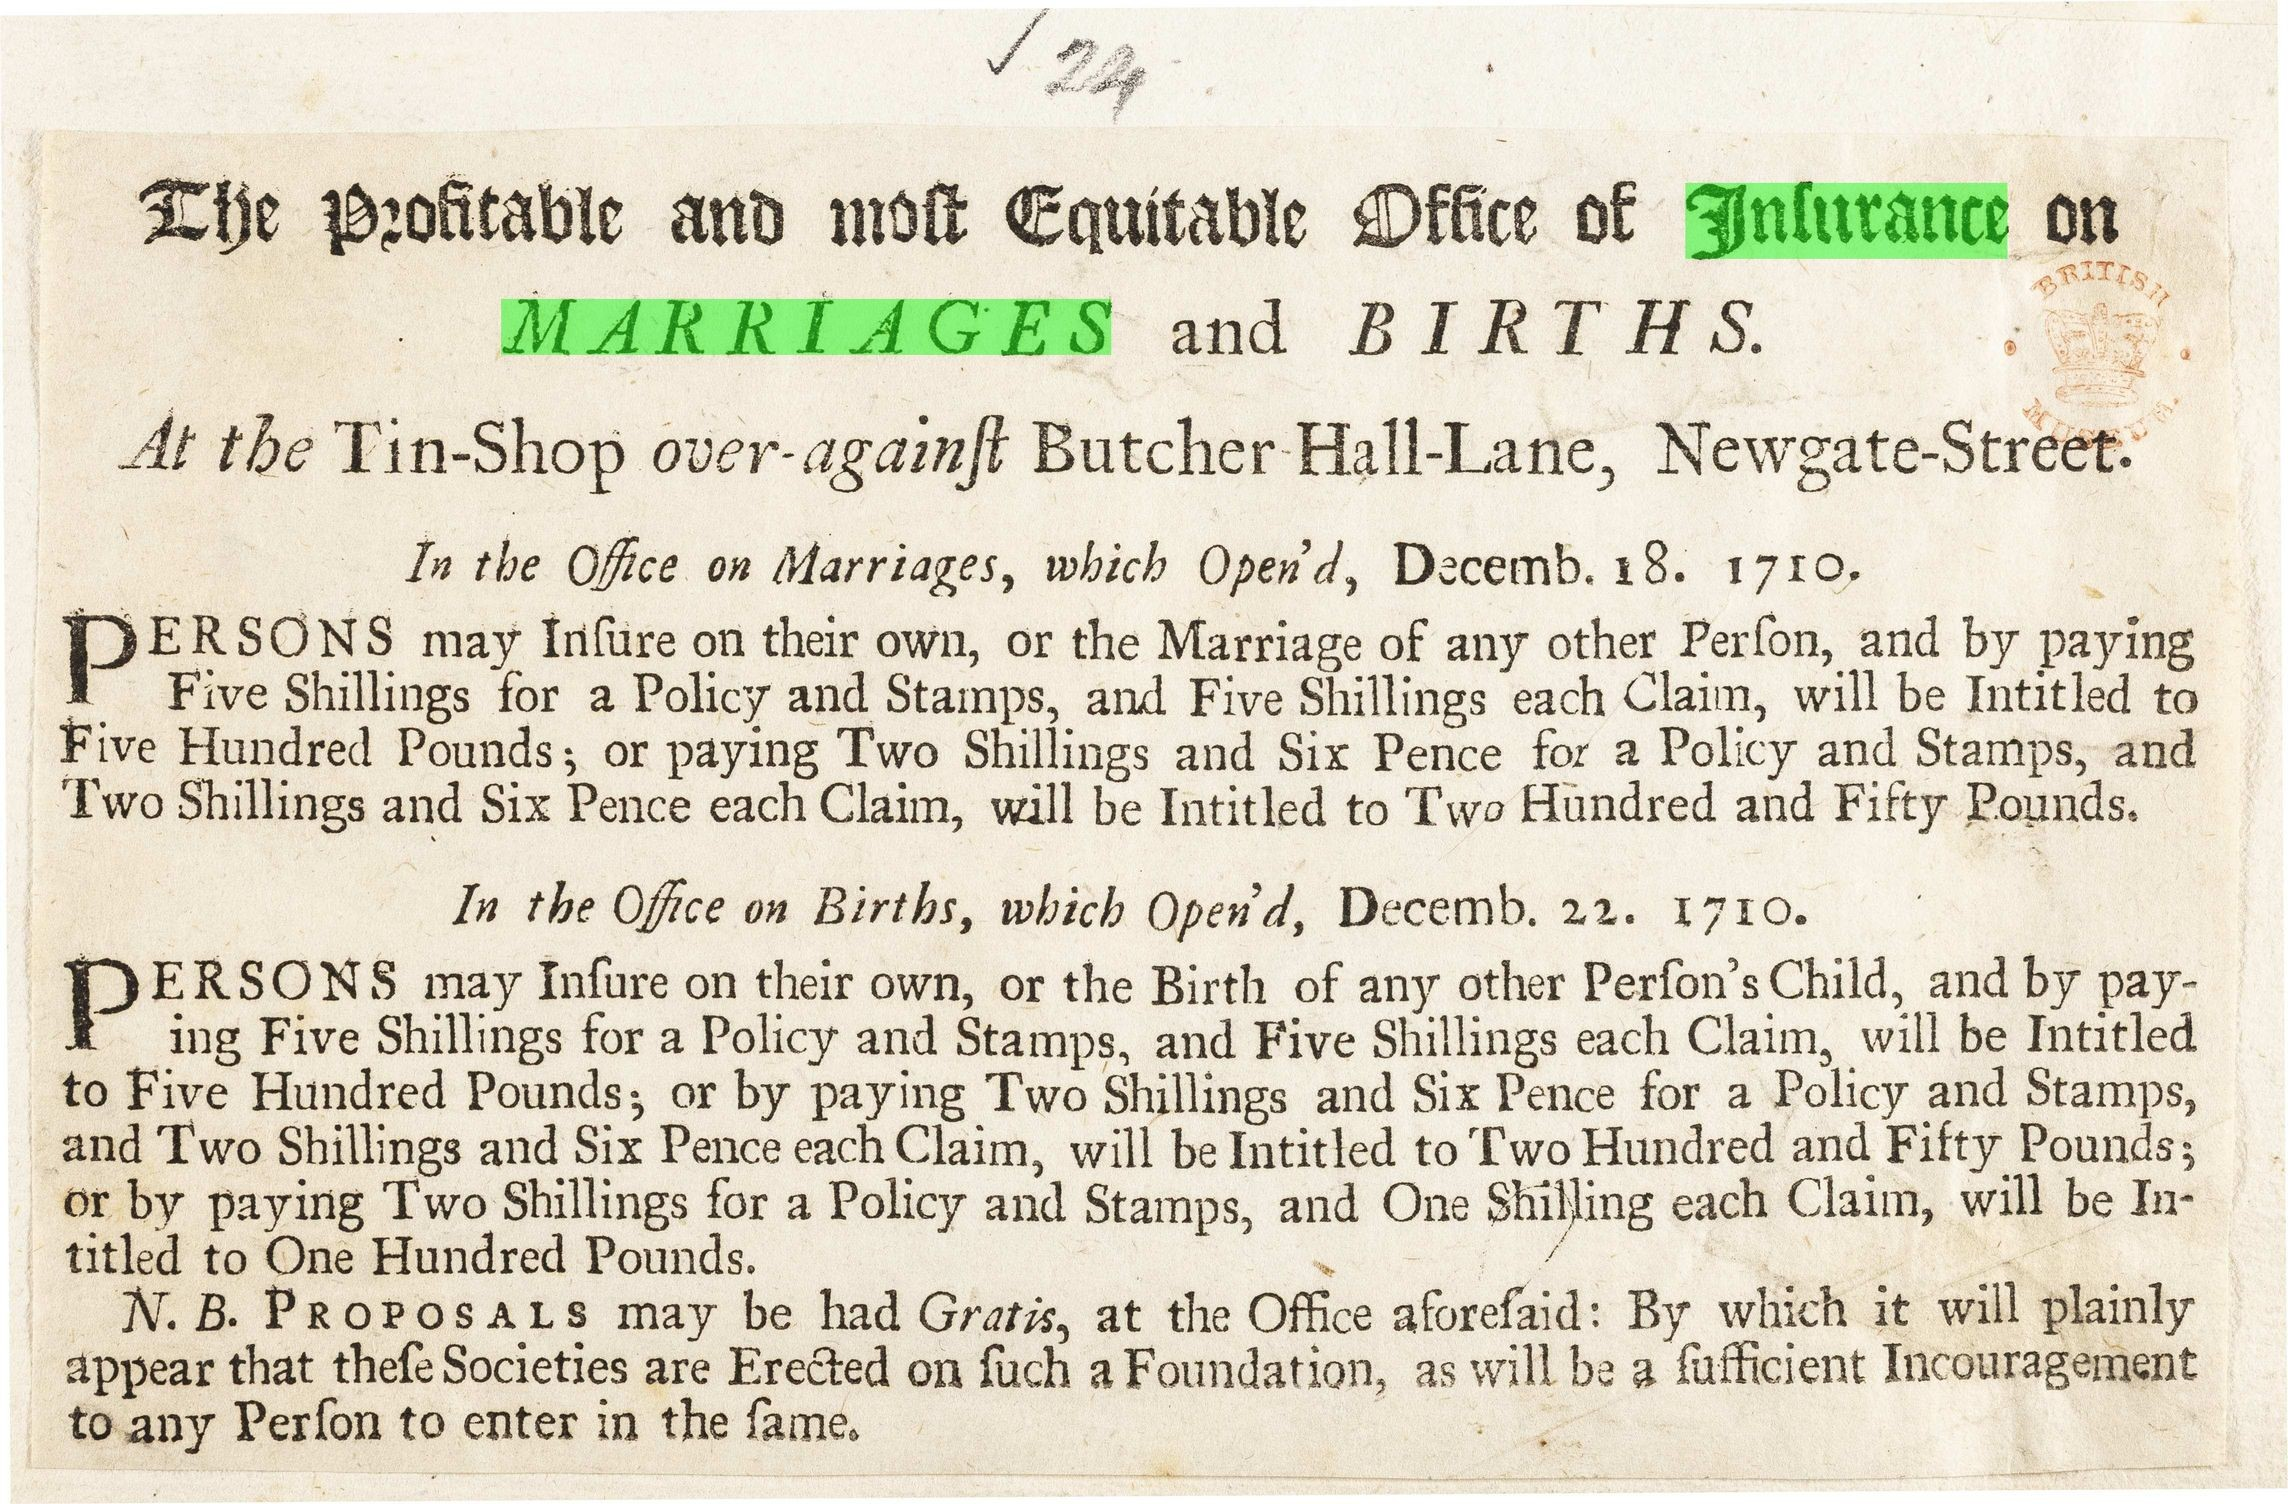 24
The Profitable and moſt Equitable Office of Inſurance on
MARRIAGES and BIRTHS.
BRITISH
MUSEUM.
At the Tin-Shop over-againſt Butcher-Hall-Lane, Newgate-Street.
In the Office on Marriages, which Open'd, Decemb. 18. 1710.
PERSONS may Inſure on their own, or the Marriage of any other Perſon, and by paying
Five Shillings for a Policy and Stamps, and Five Shillings each Claim, will be Intitled to
Five Hundred Pounds; or paying Two Shillings and Six Pence for a Policy and Stamps, and
Two Shillings and Six Pence each Claim, will be Intitled to Two Hundred and Fifty Pounds.
In the Office on Births, which Open'd, Decemb. 22. 1710.
PERSONS may Inſure on their own, or the Birth of any other Perſon's Child, and by pay-
ing Five Shillings for a Policy and Stamps, and Five Shillings each Claim, will be Intitled
to Five Hundred Pounds; or by paying Two Shillings and Six Pence for a Policy and Stamps,
and Two Shillings and Six Pence each Claim, will be Intitled to Two Hundred and Fifty Pounds;
or by paying Two Shillings for a Policy and Stamps, and One Shilling each Claim, will be In-
titled to One Hundred Pounds.
N. B. PROPOSALS may be had Gratis, at the Office aforeſaid: By which it will plainly
appear that theſe Societies are Erected on ſuch a Foundation, as will be a ſufficient Incouragement
to any Perſon to enter in the ſame.